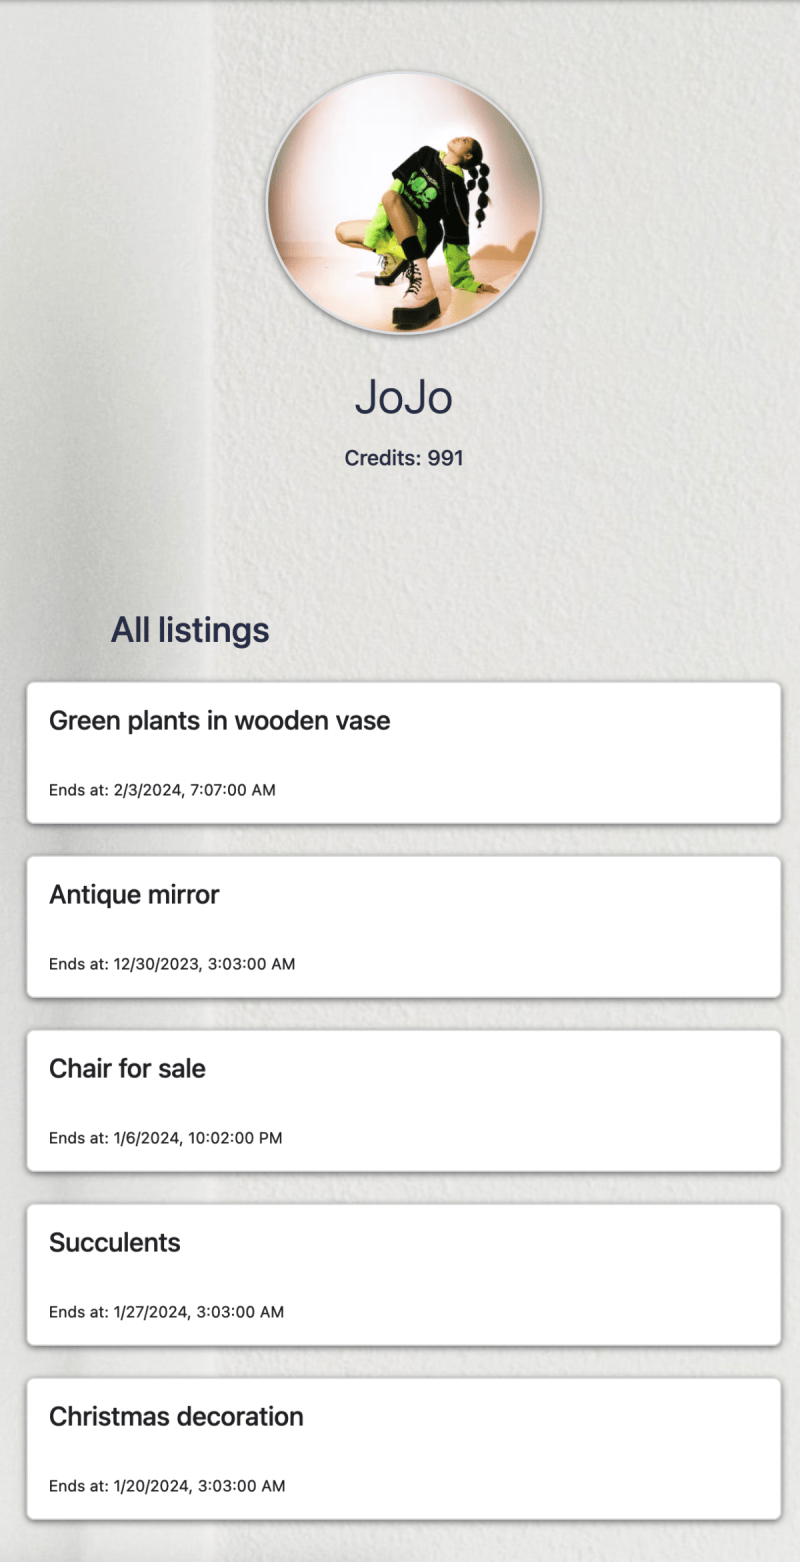 JoJo
Credits: 991
All listings
Green plants in wooden vase
Ends at: 2/3/2024, 7:07:00 AM
Antique mirror
Ends at: 12/30/2023, 3:03:00 AM
Chair for sale
Ends at: 1/6/2024, 10:02:00 PM
Succulents
Ends at: 1/27/2024, 3:03:00 AM
Christmas decoration
Ends at: 1/20/2024, 3:03:00 AM